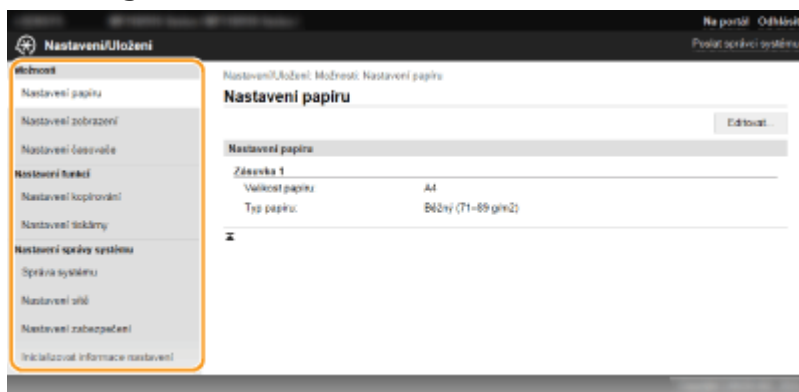 Na portál Odhlásit
Nastavení/Uložení
Poslat správci systému
Možnosti
Nastavení papíru
Nastavení zobrazení
Nastavení časovače
Nastavení funkcí
Nastavení kopírování
Nastavení tiskárny
Nastavení správy systému
Správa systému
Nastavení sítě
Nastavení zabezpečení
Inicializovat informace nastavení
Nastavení/Uložení: Možnosti: Nastavení papíru
Nastavení papíru
Editovat...
Nastavení papíru
Zásuvka 1
Velikost papíru: A4
Typ papíru: Běžný (71–89 g/m2)